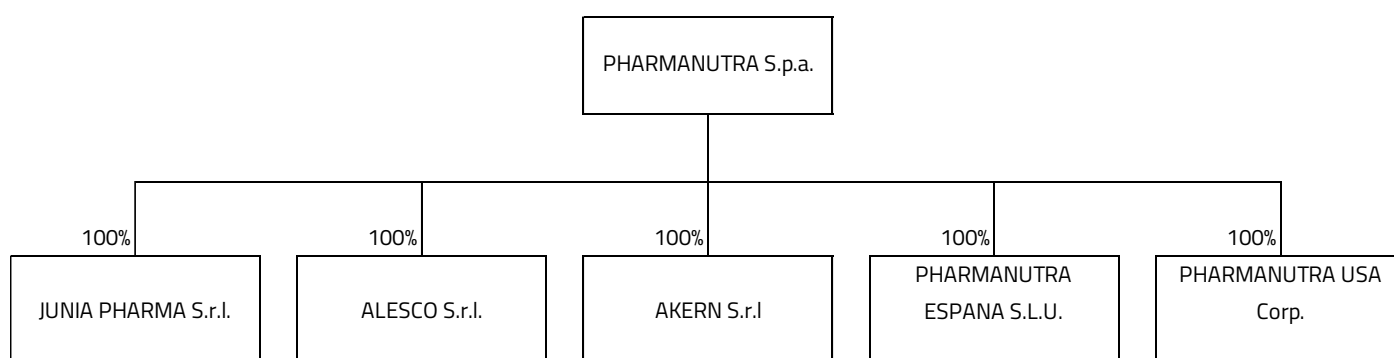 PHARMANUTRA S.p.a.
100%
100%
100%
100%
100%
JUNIA PHARMA S.r.l.
ALESCO S.r.l.
AKERN S.r.l
PHARMANUTRA
ESPANA S.L.U.
PHARMANUTRA USA
Corp.